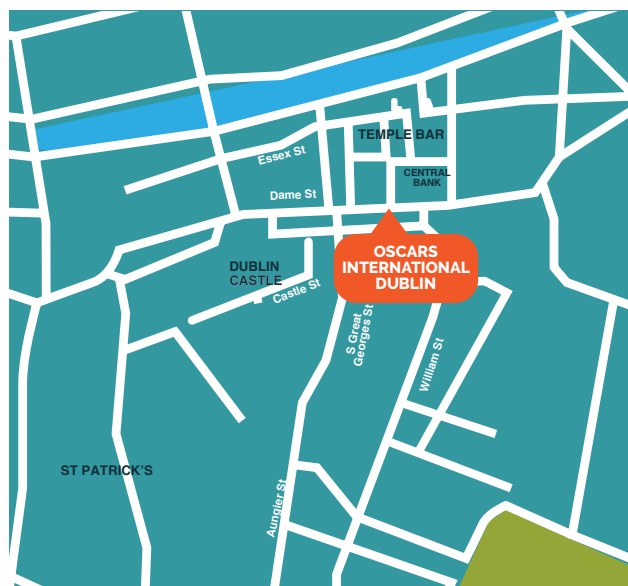 TEMPLE BAR
Essex St
CENTRAL
BANK
Dame St
OSCARS
INTERNATIONAL
DUBLIN
DUBLIN
CASTLE
Castle St
S Great
Georges St
William St
ST PATRICK'S
Aungier St